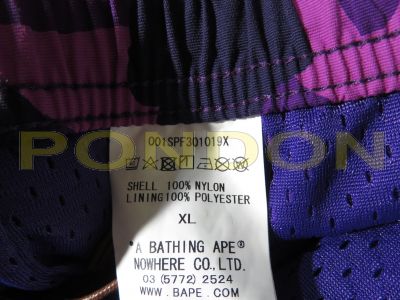 001SPF301019X
PONDON
SHELL 100% NYLON
LINING100% POLYESTER
XL
"A BATHING APE®
NOWHERE CO.,LTD.
03 (5772) 2524
WWW.BAPE.COM